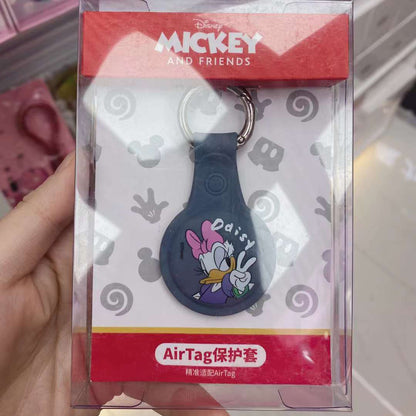 Disney
MICKEY
AND FRIENDS
Daisy
AirTag保护套
精准适配AirTag